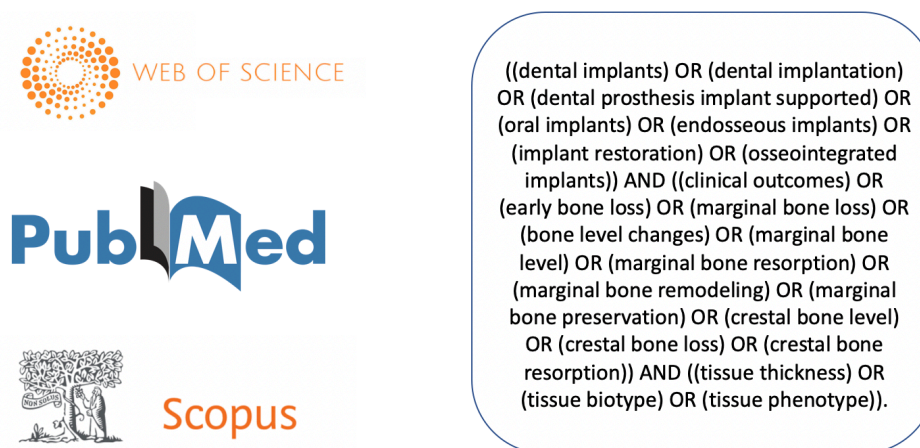 WEB OF SCIENCE
PubMed
NON SOLUS
Scopus
((dental implants) OR (dental implantation)
OR (dental prosthesis implant supported) OR
(oral implants) OR (endosseous implants) OR
(implant restoration) OR (osseointegrated
implants)) AND ((clinical outcomes) OR
(early bone loss) OR (marginal bone loss) OR
(bone level changes) OR (marginal bone
level) OR (marginal bone resorption) OR
(marginal bone remodeling) OR (marginal
bone preservation) OR (crestal bone level)
OR (crestal bone loss) OR (crestal bone
resorption)) AND ((tissue thickness) OR
(tissue biotype) OR (tissue phenotype)).